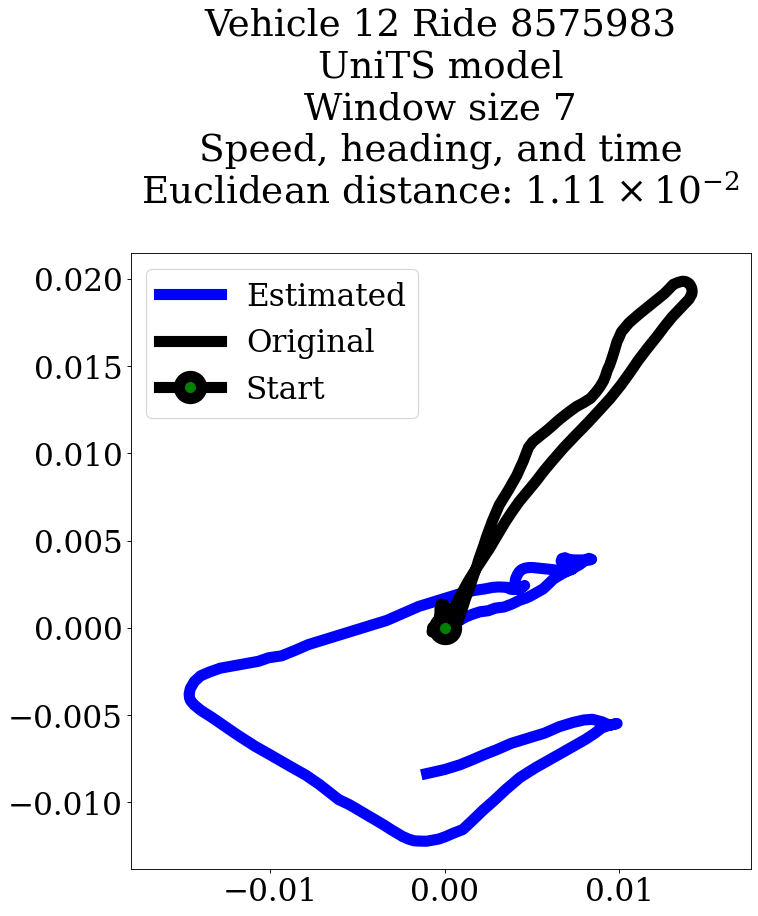 Vehicle 12 Ride 8575983
UniTS model
Window size 7
Speed, heading, and time
Euclidean distance: 1.11 × 10⁻²
Estimated
Original
Start
0.020
0.015
0.010
0.005
0.000
−0.005
−0.010
−0.01 0.00 0.01